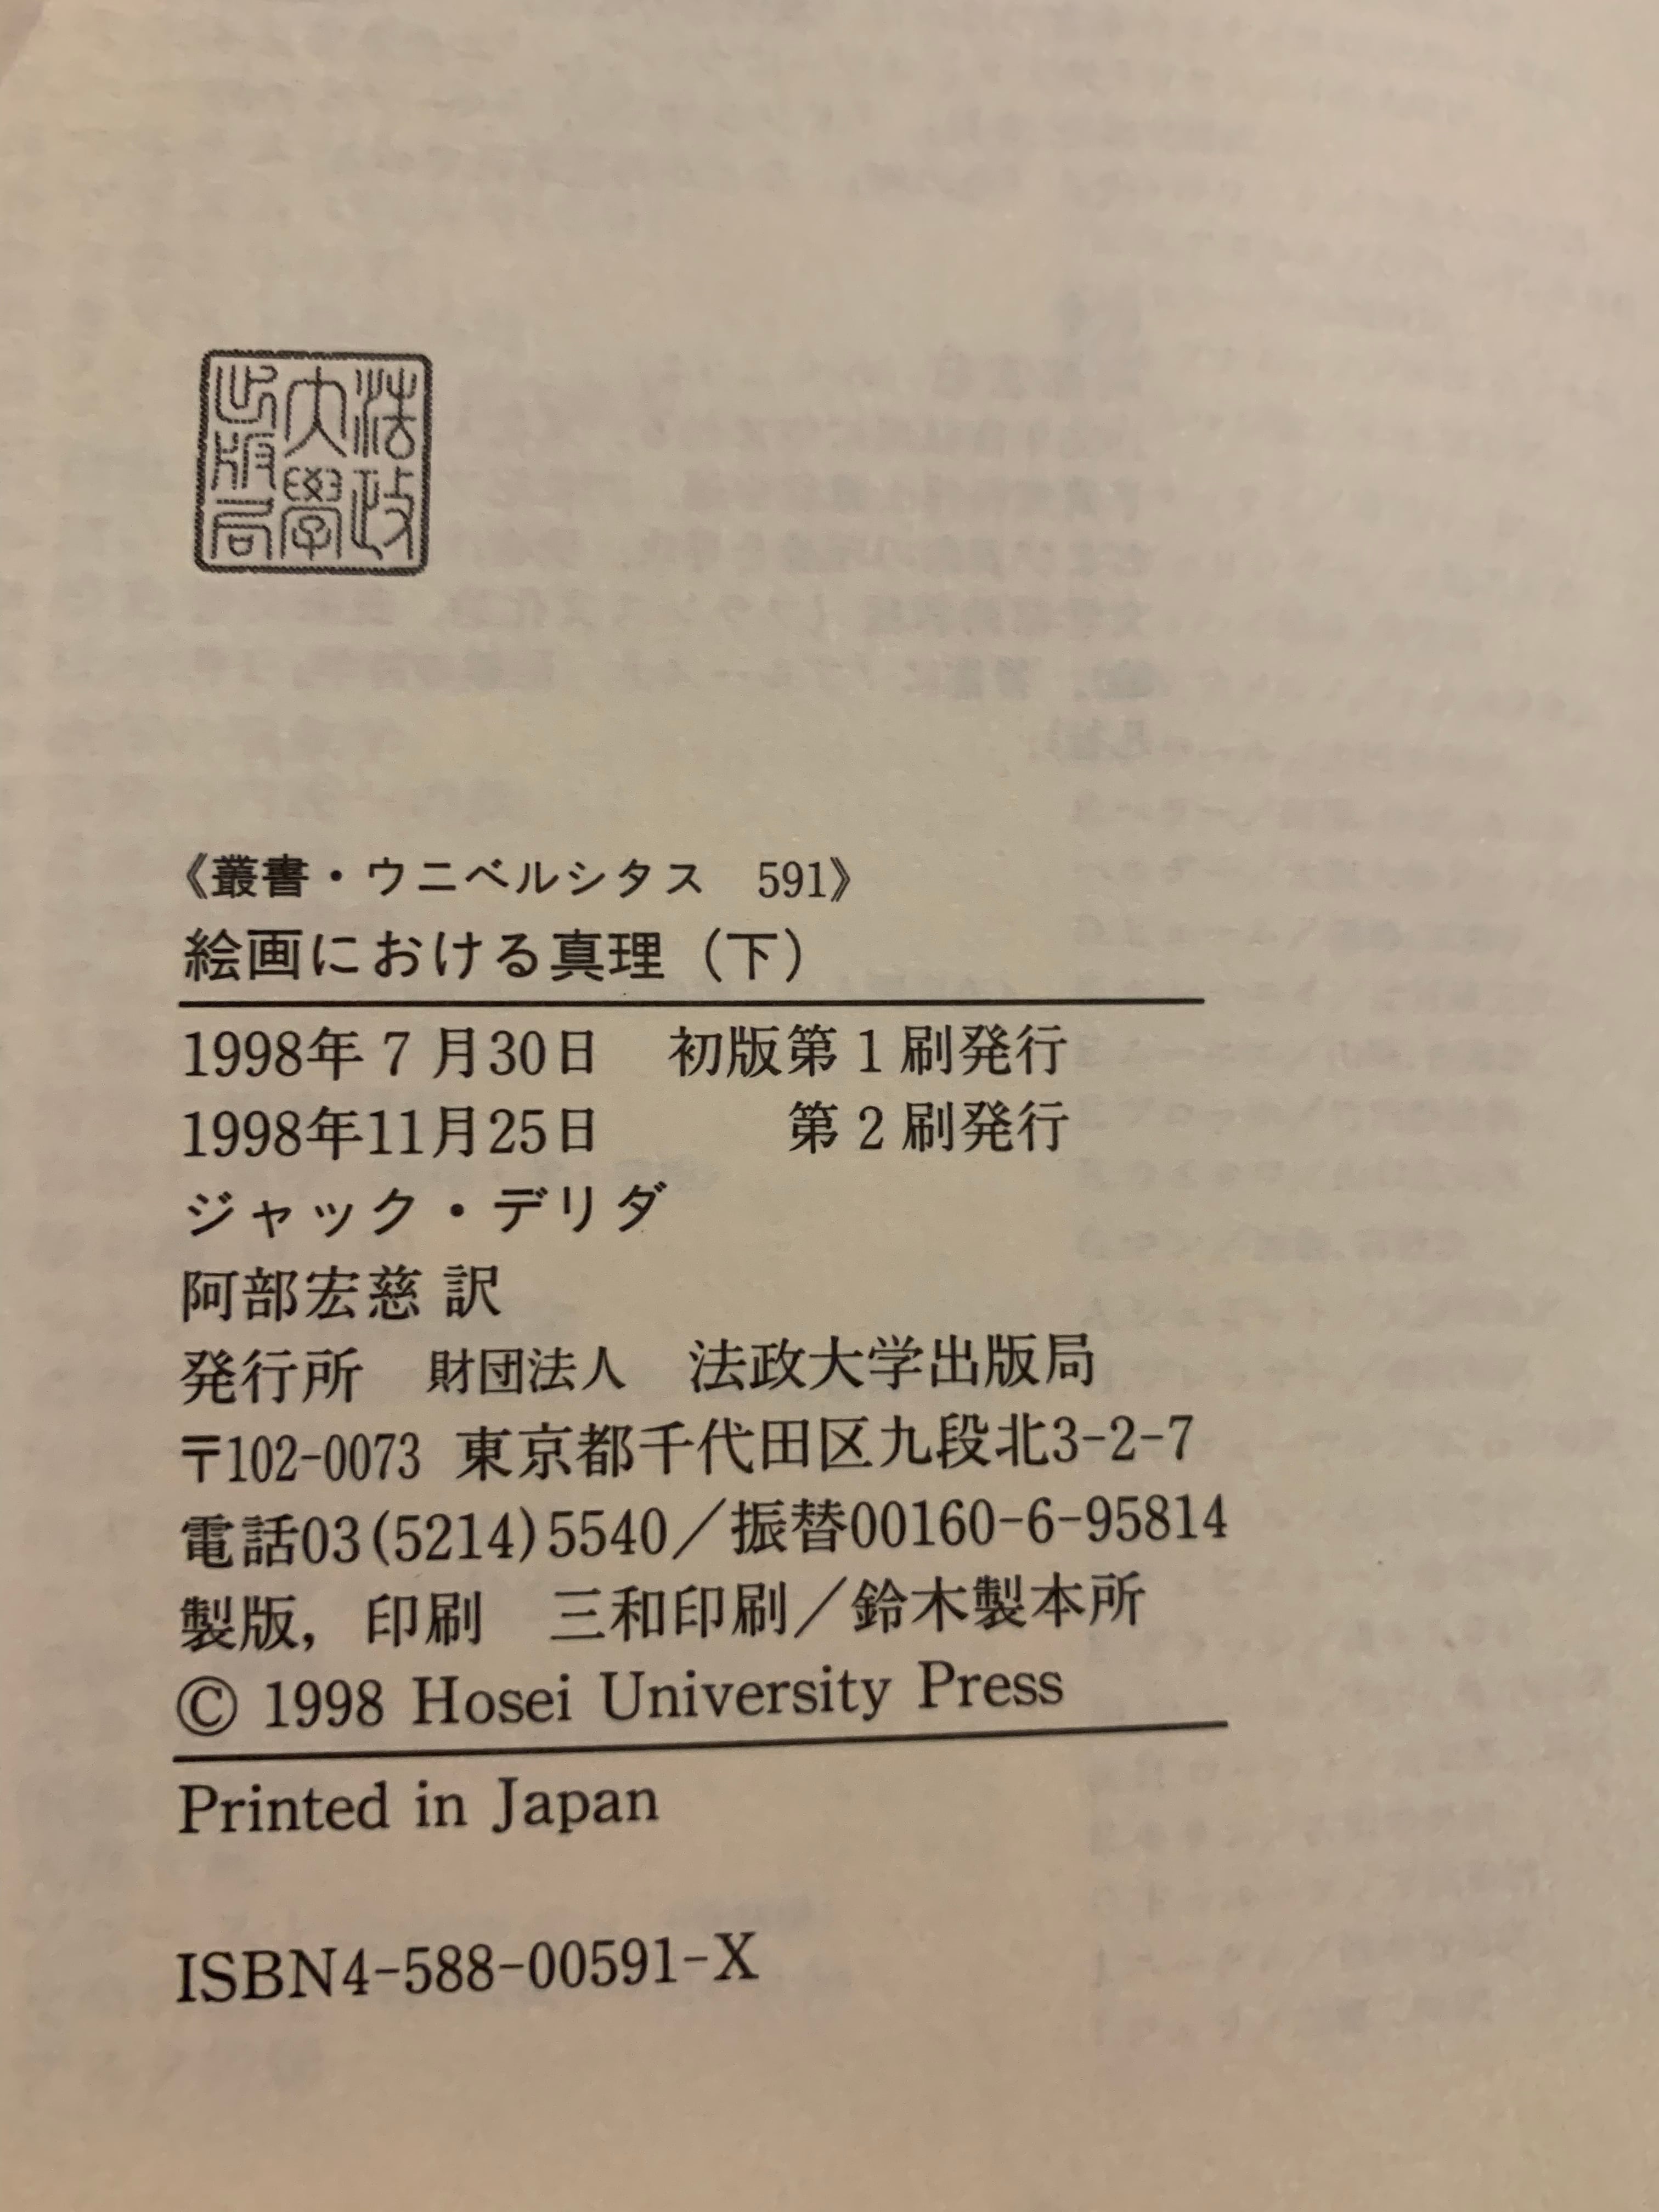 法政
大學
出版局
《叢書・ウニベルシタス　591》
絵画における真理（下）
1998年7月30日　初版第1刷発行
1998年11月25日　　　第2刷発行
ジャック・デリダ
阿部宏慈 訳
発行所　財団法人　法政大学出版局
〒102-0073 東京都千代田区九段北3-2-7
電話03(5214)5540／振替00160-6-95814
製版，印刷　三和印刷／鈴木製本所
© 1998 Hosei University Press
Printed in Japan
ISBN4-588-00591-X